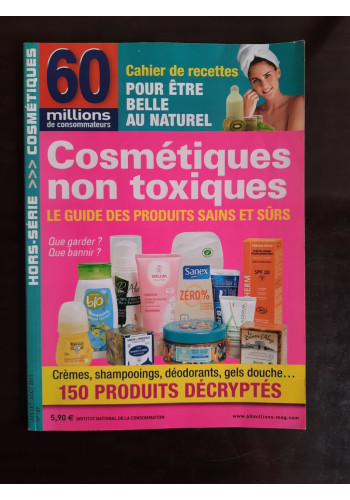 HORS-SÉRIE >>> COSMÉTIQUES
60
millions
de consommateurs
Cahier de recettes
POUR ÊTRE
BELLE
AU NATUREL
Cosmétiques
non toxiques
LE GUIDE DES PRODUITS SAINS ET SÛRS
Que garder ?
Que bannir ?
bio
WELEDA
Sanex
ZERO%
SPF 30
Crèmes, shampooings, déodorants, gels douche...
150 PRODUITS DÉCRYPTÉS
5,90 € INSTITUT NATIONAL DE LA CONSOMMATION
www.60millions-mag.com